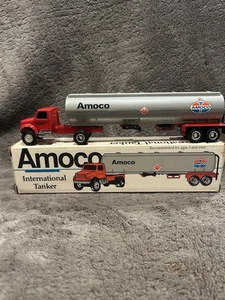 Amoco
Amoco
International
Tanker
Amoco
Recommended for ages 3 and over